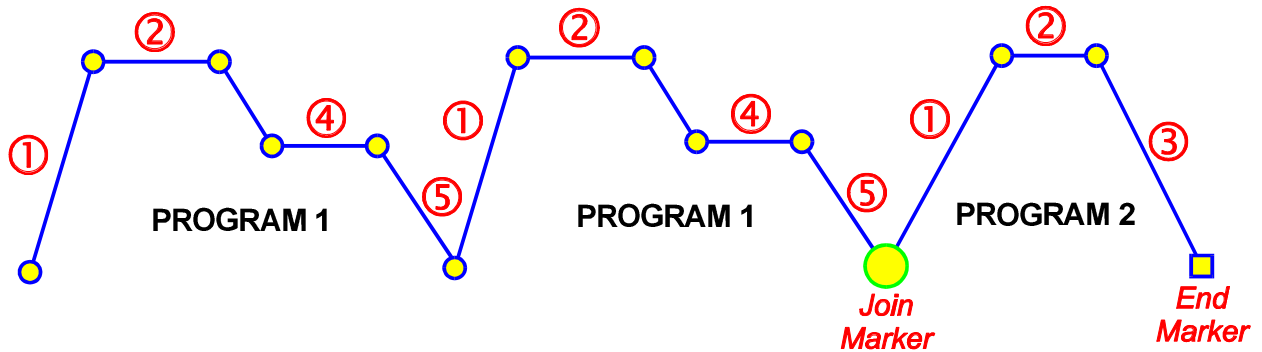 ② ② ②
① ④ ① ④ ① ③
⑤ ⑤
PROGRAM 1 PROGRAM 1 PROGRAM 2
Join
Marker
End
Marker